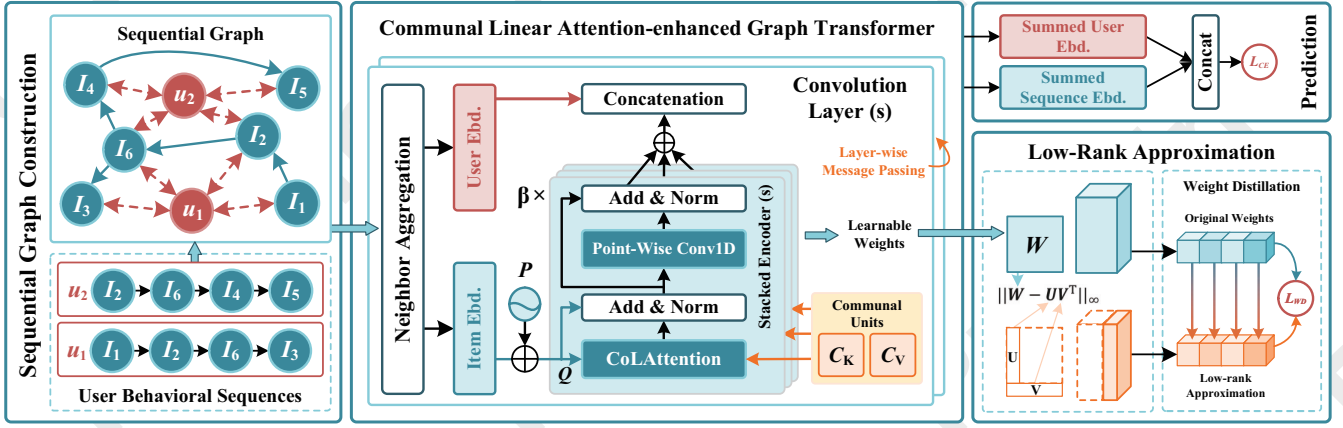 Sequential Graph Construction
Sequential Graph
I4
u2
I5
I6
I2
I3
u1
I1
u2 I2 I6 I4 I5
u1 I1 I2 I6 I3
User Behavioral Sequences
Communal Linear Attention-enhanced Graph Transformer
Neighbor Aggregation
User Ebd.
Item Ebd.
Concatenation
Convolution
Layer (s)
Layer-wise
Message Passing
β ×
Add & Norm
Point-Wise Conv1D
Add & Norm
CoLAttention
Stacked Encoder (s)
P
Q
Communal
Units
CK CV
Learnable
Weights
Summed User
Ebd.
Summed
Sequence Ebd.
Concat
LCE
Prediction
Low-Rank Approximation
W
||W − UVᵀ||∞
U
V
Weight Distillation
Original Weights
LWD
Low-rank
Approximation